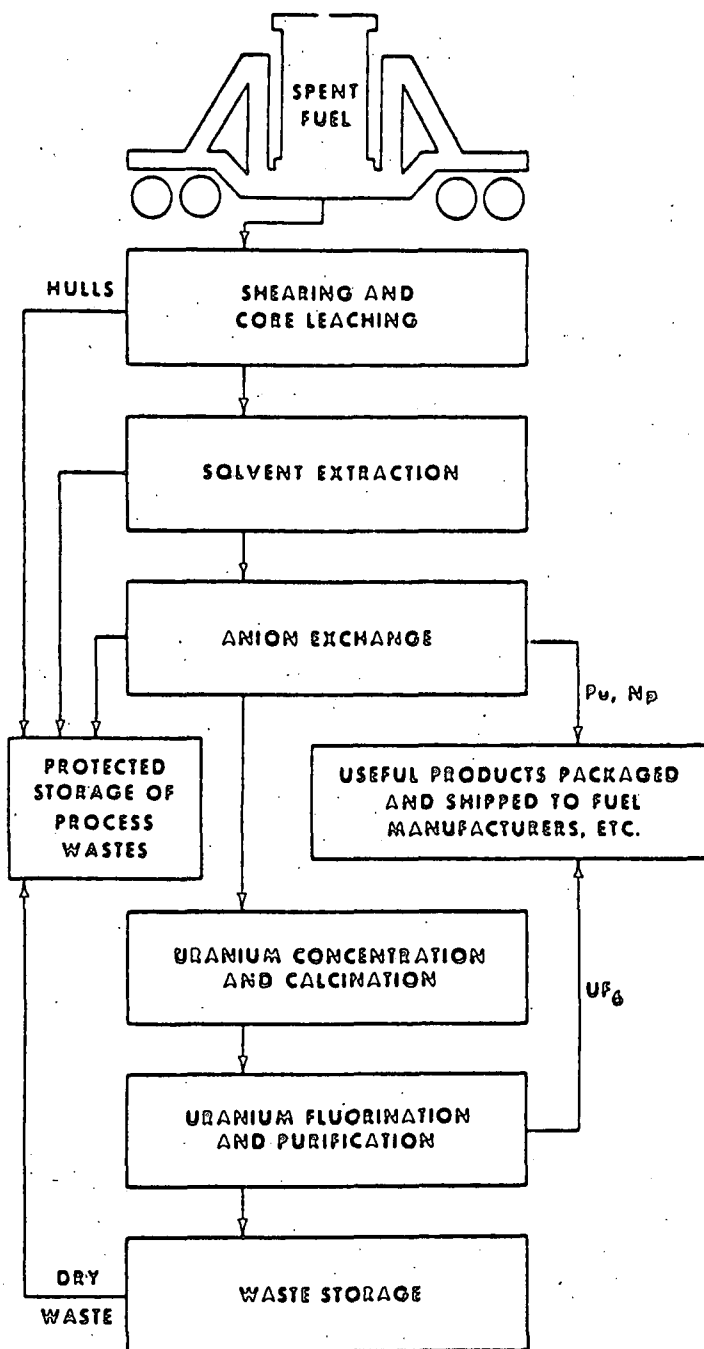 SPENT
FUEL
HULLS
SHEARING AND
CORE LEACHING
SOLVENT EXTRACTION
ANION EXCHANGE
Pu, Np
PROTECTED
STORAGE OF
PROCESS
WASTES
USEFUL PRODUCTS PACKAGED
AND SHIPPED TO FUEL
MANUFACTURERS, ETC.
URANIUM CONCENTRATION
AND CALCINATION
UF6
URANIUM FLUORINATION
AND PURIFICATION
DRY
WASTE
WASTE STORAGE